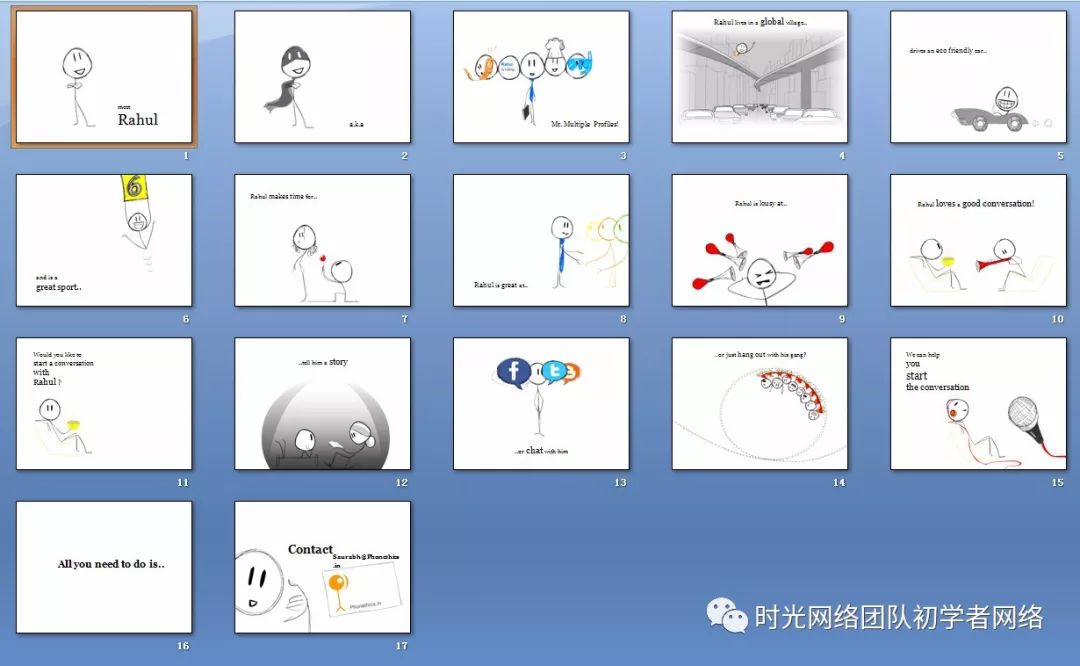 meet
Rahul
1
a.k.a
2
Rahul
Mr. Multiple Profiles!
3
Rahul lives in a global village..
4
drives an eco friendly car..
5
6
and is a
great sport..
6
Rahul makes time for..
7
Rahul is great at..
8
Rahul is lousy at..
9
Rahul loves a good conversation!
10
Would you like to
start a conversation
with
Rahul ?
11
..tell him a story
12
f
t
..or chat with him
13
..or just hang out with his gang?
14
We can help
you
start
the conversation
15
All you need to do is..
16
Contact
Saurabh@Phonethics
.in
Phonethics.in
17
时光网络团队初学者网络